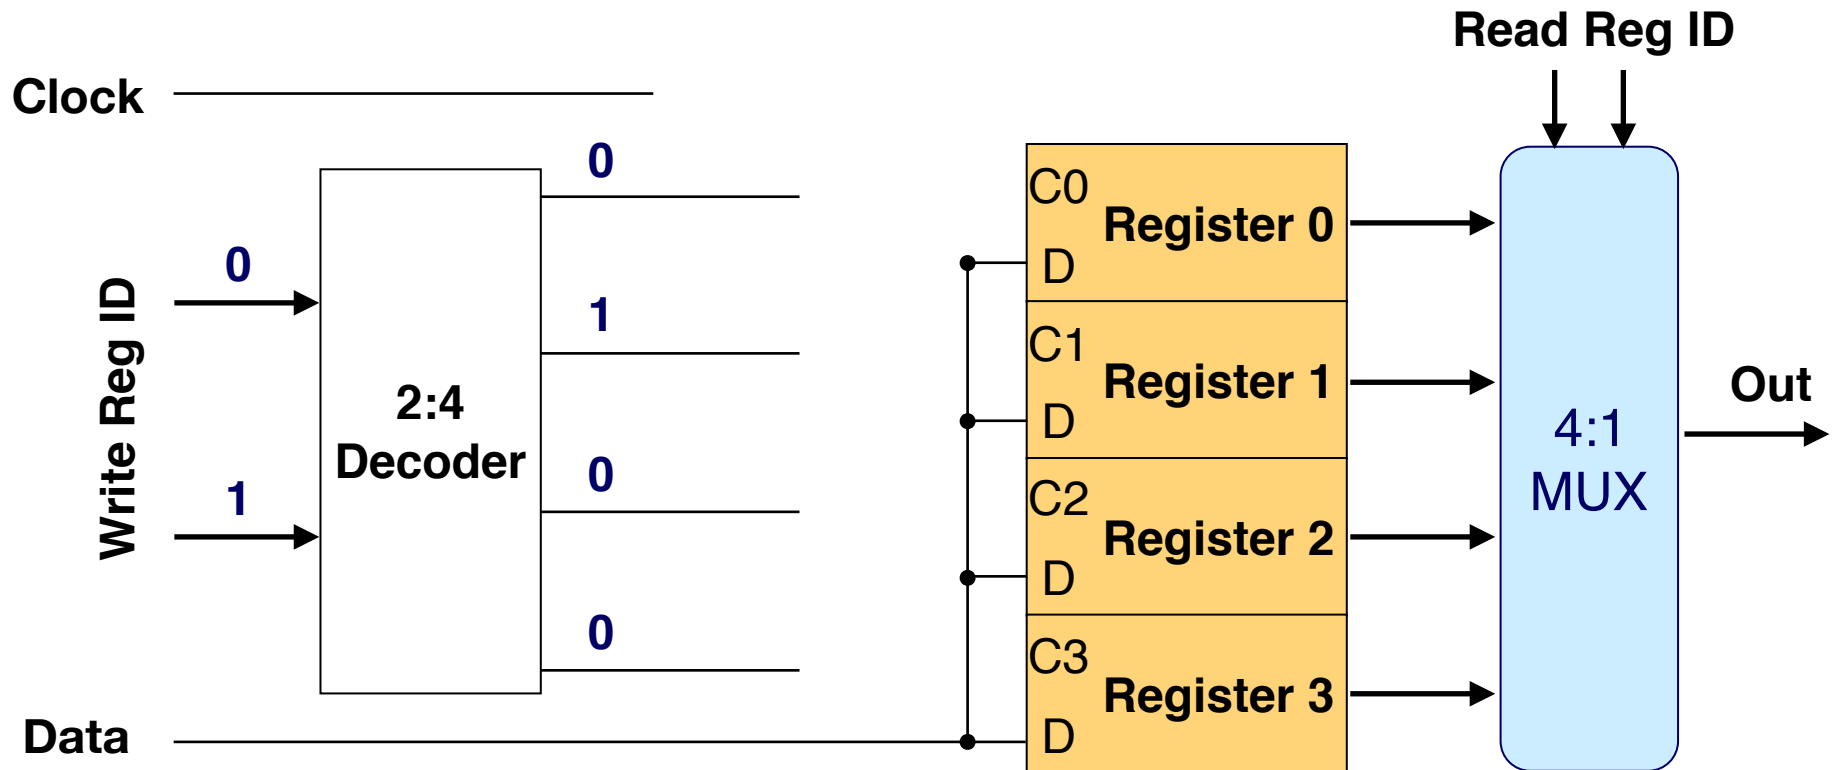 Read Reg ID
Clock
0
C0
Register 0
0
D
Write Reg ID
1
C1
Register 1
D
Out
2:4
Decoder
4:1
MUX
1
0
C2
Register 2
D
0
C3
Register 3
Data
D